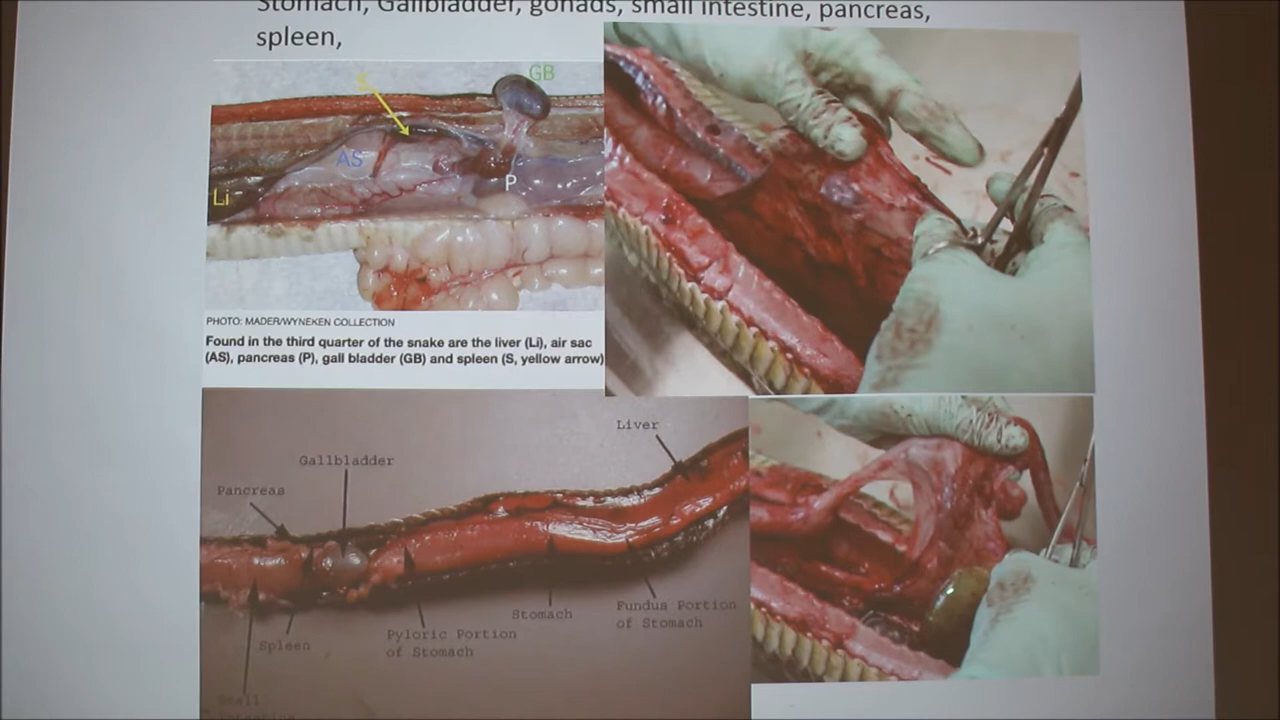 Stomach, Gallbladder, gonads, small intestine, pancreas,
spleen,
S
GB
AS
P
Li
PHOTO: MADER/WYNEKEN COLLECTION
Found in the third quarter of the snake are the liver (Li), air sac
(AS), pancreas (P), gall bladder (GB) and spleen (S, yellow arrow)
Liver
Gallbladder
Pancreas
Stomach
Fundus Portion
of Stomach
Spleen
Pyloric Portion
of Stomach
Small